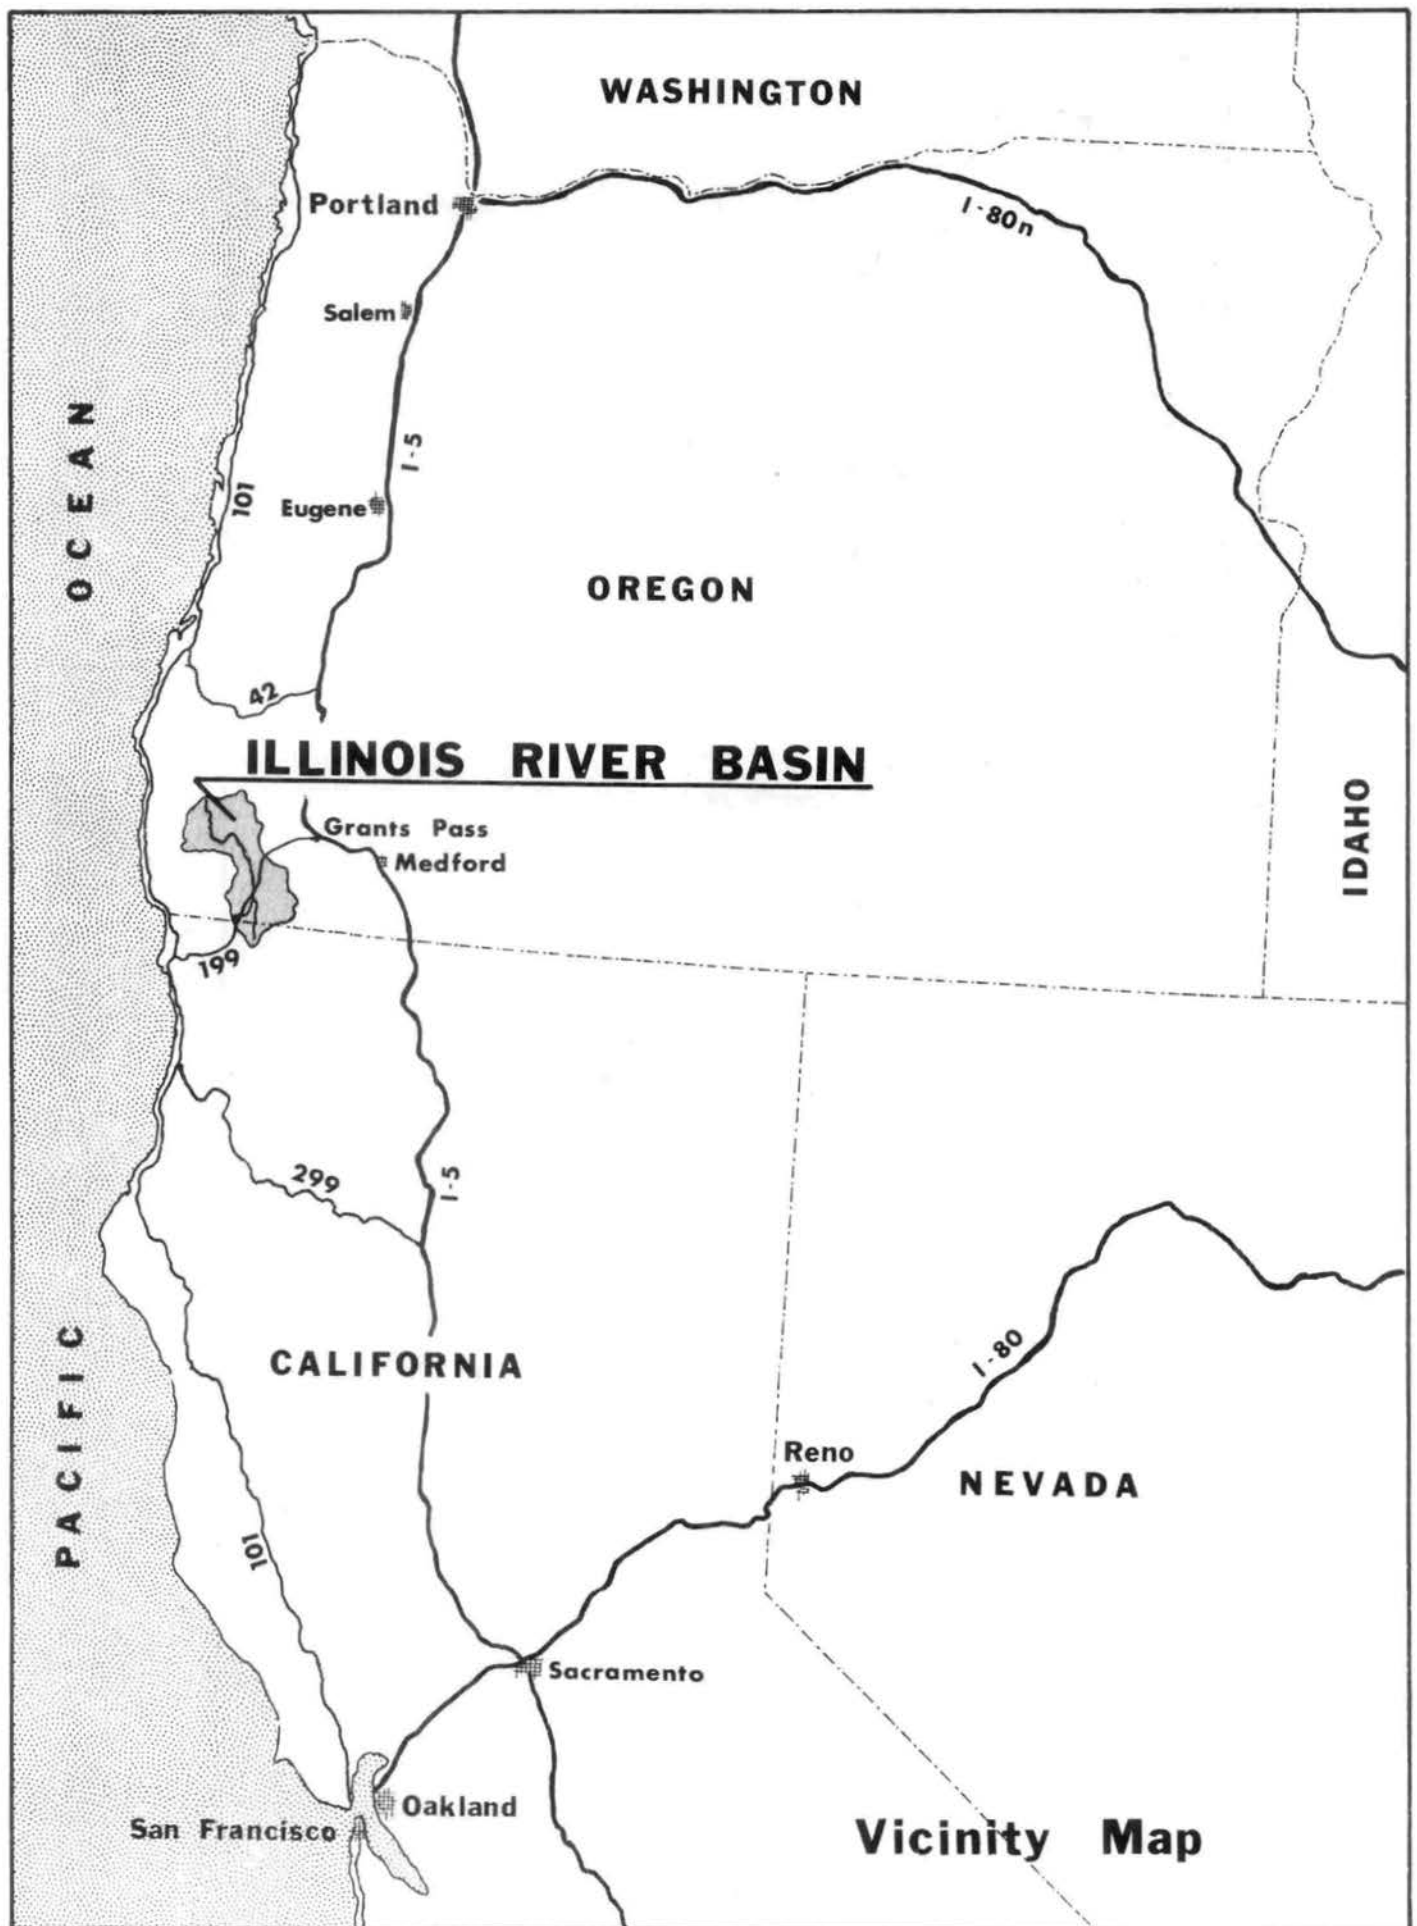 WASHINGTON
Portland
I-80n
Salem
OCEAN
I-5
101
Eugene
OREGON
42
ILLINOIS RIVER BASIN
Grants Pass
Medford
IDAHO
199
299
I-5
PACIFIC
CALIFORNIA
I-80
Reno
NEVADA
101
Sacramento
Oakland
San Francisco
Vicinity Map